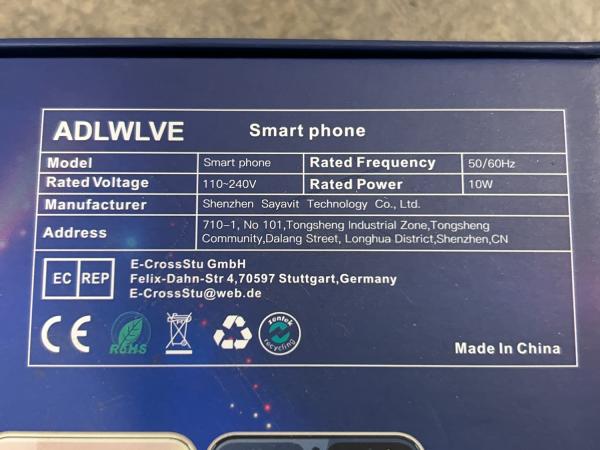 ADLWLVE Smart phone
Model Smart phone Rated Frequency 50/60Hz
Rated Voltage 110~240V Rated Power 10W
Manufacturer Shenzhen Sayavit Technology Co., Ltd.
Address 710-1, No 101,Tongsheng Industrial Zone,Tongsheng
Community,Dalang Street, Longhua District,Shenzhen,CN
EC REP E-CrossStu GmbH
Felix-Dahn-Str 4,70597 Stuttgart,Germany
E-CrossStu@web.de
CE RoHS zentek recycling
Made In China